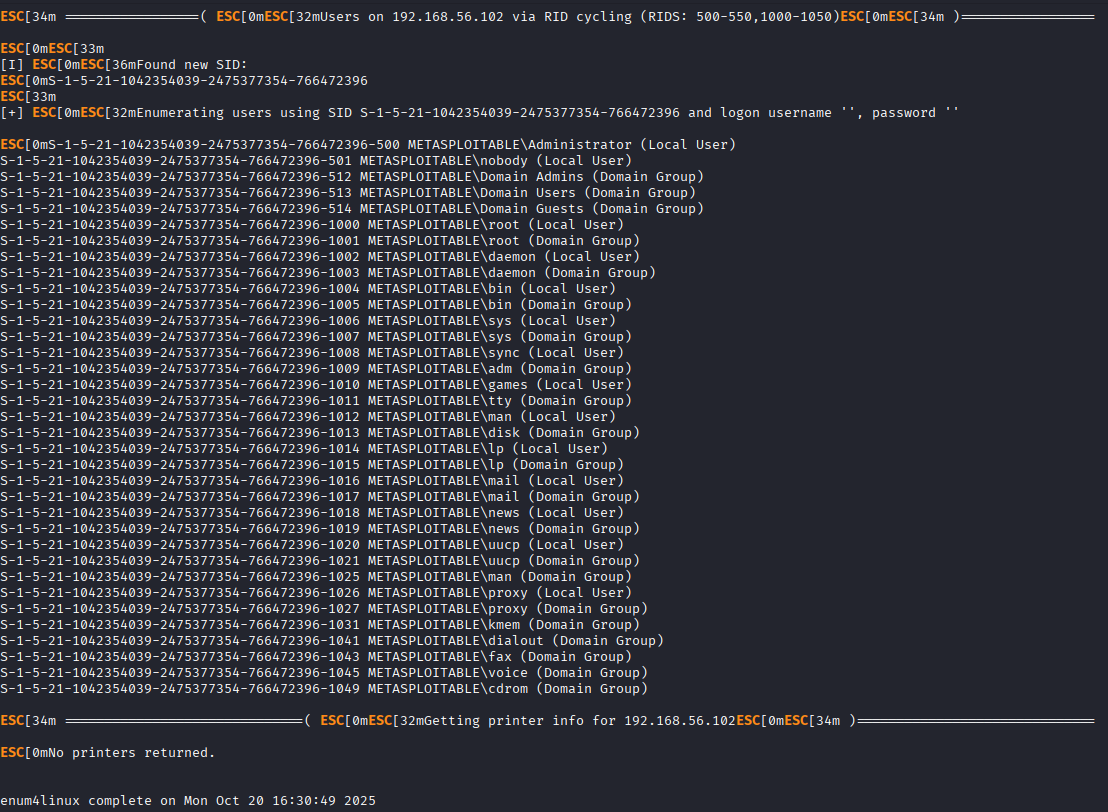 ESC[34m =================( ESC[0mESC[32mUsers on 192.168.56.102 via RID cycling (RIDS: 500-550,1000-1050)ESC[0mESC[34m )=================
ESC[0mESC[33m
[I] ESC[0mESC[36mFound new SID:
ESC[0mS-1-5-21-1042354039-2475377354-766472396
ESC[33m
[+] ESC[0mESC[32mEnumerating users using SID S-1-5-21-1042354039-2475377354-766472396 and logon username '', password ''
ESC[0mS-1-5-21-1042354039-2475377354-766472396-500 METASPLOITABLE\Administrator (Local User)
S-1-5-21-1042354039-2475377354-766472396-501 METASPLOITABLE\nobody (Local User)
S-1-5-21-1042354039-2475377354-766472396-512 METASPLOITABLE\Domain Admins (Domain Group)
S-1-5-21-1042354039-2475377354-766472396-513 METASPLOITABLE\Domain Users (Domain Group)
S-1-5-21-1042354039-2475377354-766472396-514 METASPLOITABLE\Domain Guests (Domain Group)
S-1-5-21-1042354039-2475377354-766472396-1000 METASPLOITABLE\root (Local User)
S-1-5-21-1042354039-2475377354-766472396-1001 METASPLOITABLE\root (Domain Group)
S-1-5-21-1042354039-2475377354-766472396-1002 METASPLOITABLE\daemon (Local User)
S-1-5-21-1042354039-2475377354-766472396-1003 METASPLOITABLE\daemon (Domain Group)
S-1-5-21-1042354039-2475377354-766472396-1004 METASPLOITABLE\bin (Local User)
S-1-5-21-1042354039-2475377354-766472396-1005 METASPLOITABLE\bin (Domain Group)
S-1-5-21-1042354039-2475377354-766472396-1006 METASPLOITABLE\sys (Local User)
S-1-5-21-1042354039-2475377354-766472396-1007 METASPLOITABLE\sys (Domain Group)
S-1-5-21-1042354039-2475377354-766472396-1008 METASPLOITABLE\sync (Local User)
S-1-5-21-1042354039-2475377354-766472396-1009 METASPLOITABLE\adm (Domain Group)
S-1-5-21-1042354039-2475377354-766472396-1010 METASPLOITABLE\games (Local User)
S-1-5-21-1042354039-2475377354-766472396-1011 METASPLOITABLE\tty (Domain Group)
S-1-5-21-1042354039-2475377354-766472396-1012 METASPLOITABLE\man (Local User)
S-1-5-21-1042354039-2475377354-766472396-1013 METASPLOITABLE\disk (Domain Group)
S-1-5-21-1042354039-2475377354-766472396-1014 METASPLOITABLE\lp (Local User)
S-1-5-21-1042354039-2475377354-766472396-1015 METASPLOITABLE\lp (Domain Group)
S-1-5-21-1042354039-2475377354-766472396-1016 METASPLOITABLE\mail (Local User)
S-1-5-21-1042354039-2475377354-766472396-1017 METASPLOITABLE\mail (Domain Group)
S-1-5-21-1042354039-2475377354-766472396-1018 METASPLOITABLE\news (Local User)
S-1-5-21-1042354039-2475377354-766472396-1019 METASPLOITABLE\news (Domain Group)
S-1-5-21-1042354039-2475377354-766472396-1020 METASPLOITABLE\uucp (Local User)
S-1-5-21-1042354039-2475377354-766472396-1021 METASPLOITABLE\uucp (Domain Group)
S-1-5-21-1042354039-2475377354-766472396-1025 METASPLOITABLE\man (Domain Group)
S-1-5-21-1042354039-2475377354-766472396-1026 METASPLOITABLE\proxy (Local User)
S-1-5-21-1042354039-2475377354-766472396-1027 METASPLOITABLE\proxy (Domain Group)
S-1-5-21-1042354039-2475377354-766472396-1031 METASPLOITABLE\kmem (Domain Group)
S-1-5-21-1042354039-2475377354-766472396-1041 METASPLOITABLE\dialout (Domain Group)
S-1-5-21-1042354039-2475377354-766472396-1043 METASPLOITABLE\fax (Domain Group)
S-1-5-21-1042354039-2475377354-766472396-1045 METASPLOITABLE\voice (Domain Group)
S-1-5-21-1042354039-2475377354-766472396-1049 METASPLOITABLE\cdrom (Domain Group)
ESC[34m ==============================( ESC[0mESC[32mGetting printer info for 192.168.56.102ESC[0mESC[34m )==============================
ESC[0mNo printers returned.
enum4linux complete on Mon Oct 20 16:30:49 2025